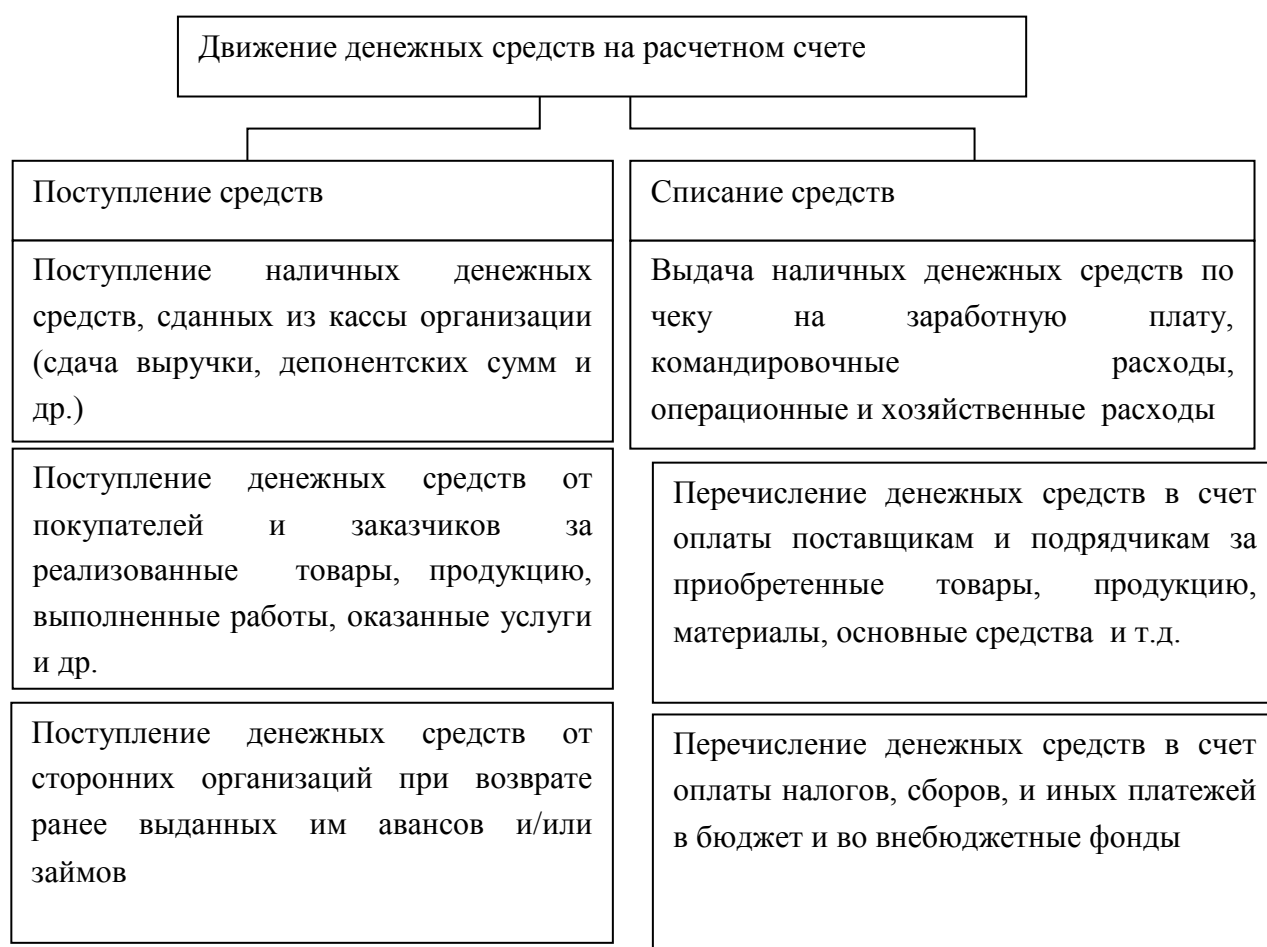 Движение денежных средств на расчетном счете
Поступление средств
Поступление наличных денежных
средств, сданных из кассы организации
(сдача выручки, депонентских сумм и
др.)
Поступление денежных средств от
покупателей и заказчиков за
реализованные товары, продукцию,
выполненные работы, оказанные услуги
и др.
Поступление денежных средств от
сторонних организаций при возврате
ранее выданных им авансов и/или
займов
Списание средств
Выдача наличных денежных средств по
чеку на заработную плату,
командировочные расходы,
операционные и хозяйственные расходы
Перечисление денежных средств в счет
оплаты поставщикам и подрядчикам за
приобретенные товары, продукцию,
материалы, основные средства и т.д.
Перечисление денежных средств в счет
оплаты налогов, сборов, и иных платежей
в бюджет и во внебюджетные фонды